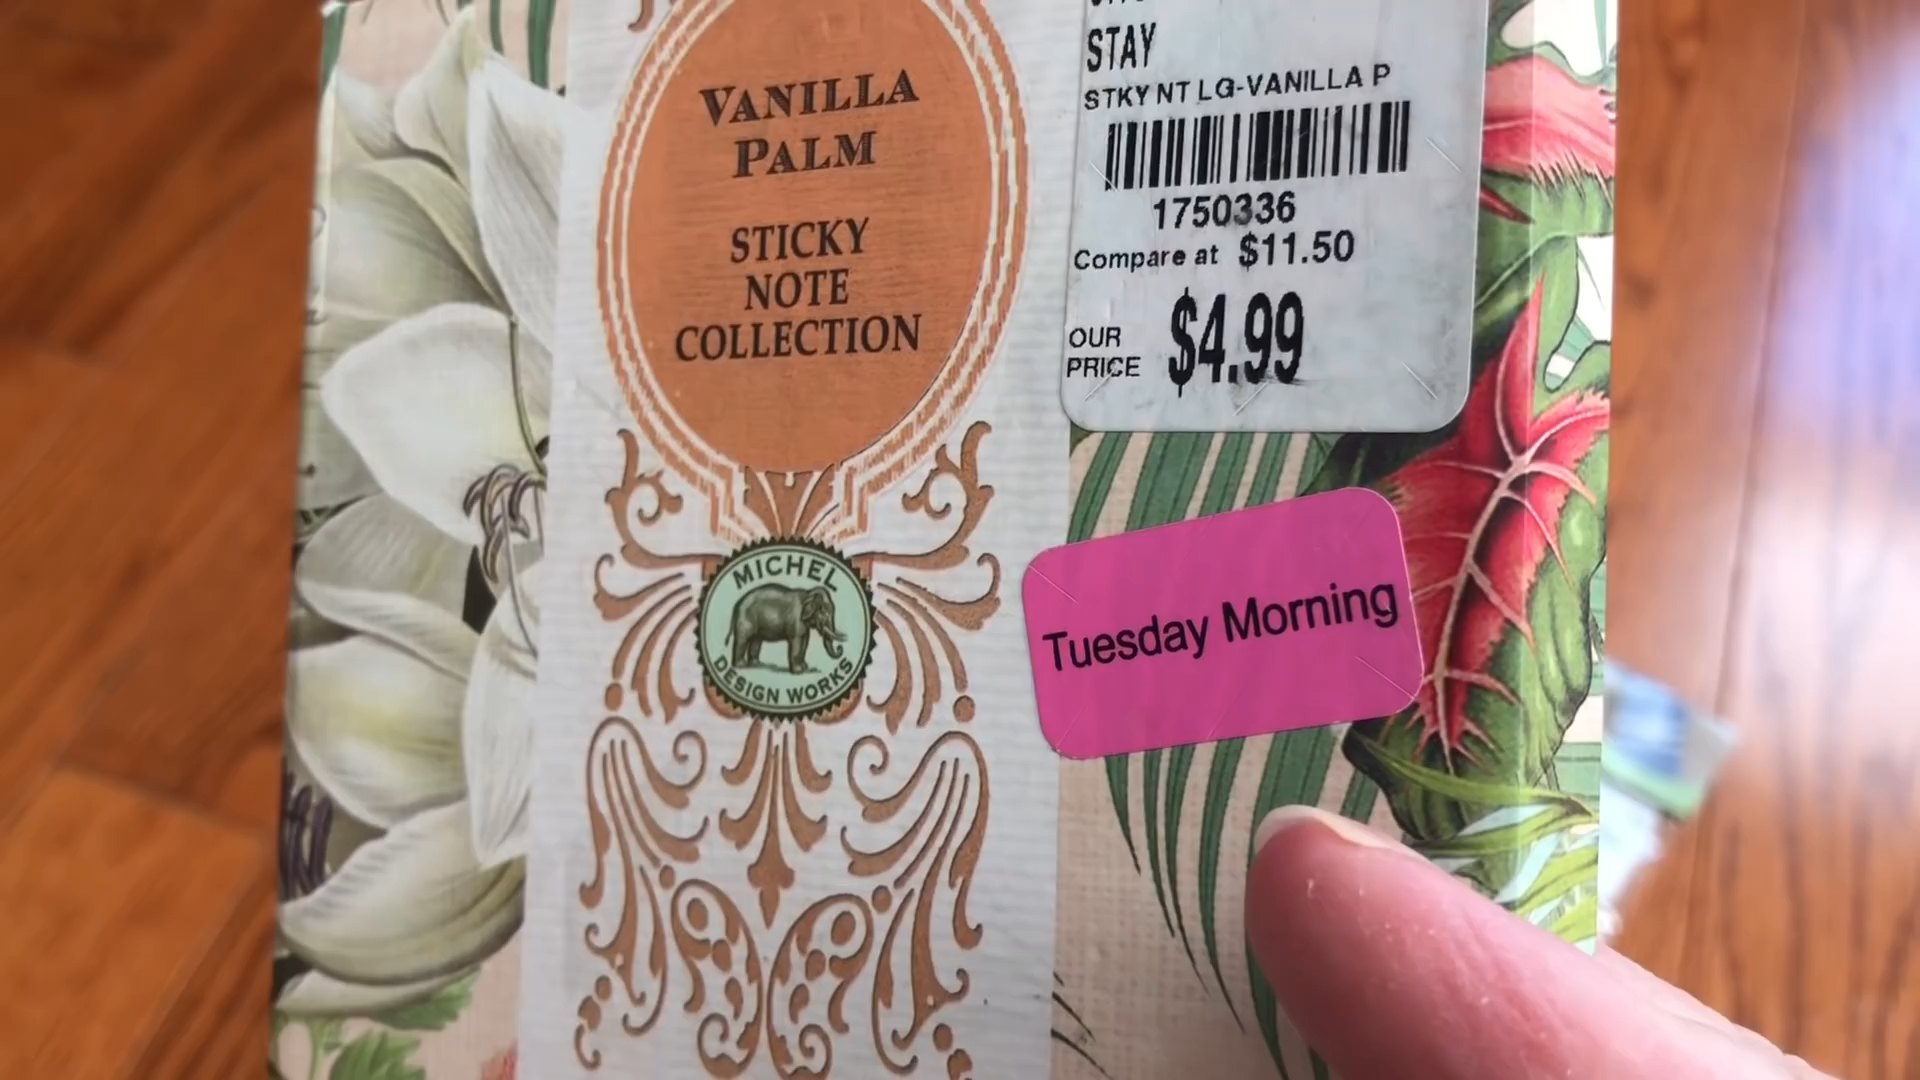 VANILLA
PALM
STICKY
NOTE
COLLECTION
MICHEL
DESIGN WORKS
STAY
STKY NT LG-VANILLA P
1750336
Compare at $11.50
OUR
PRICE $4.99
Tuesday Morning